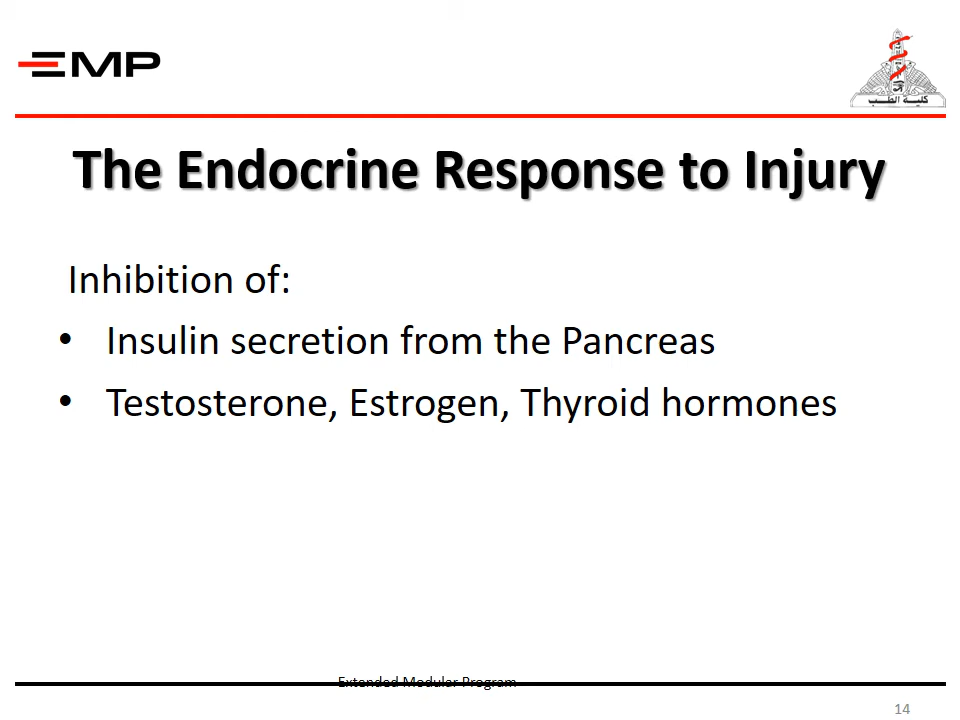 EMP
كلية الطب
The Endocrine Response to Injury
Inhibition of:
• Insulin secretion from the Pancreas
• Testosterone, Estrogen, Thyroid hormones
Extended Modular Program
14